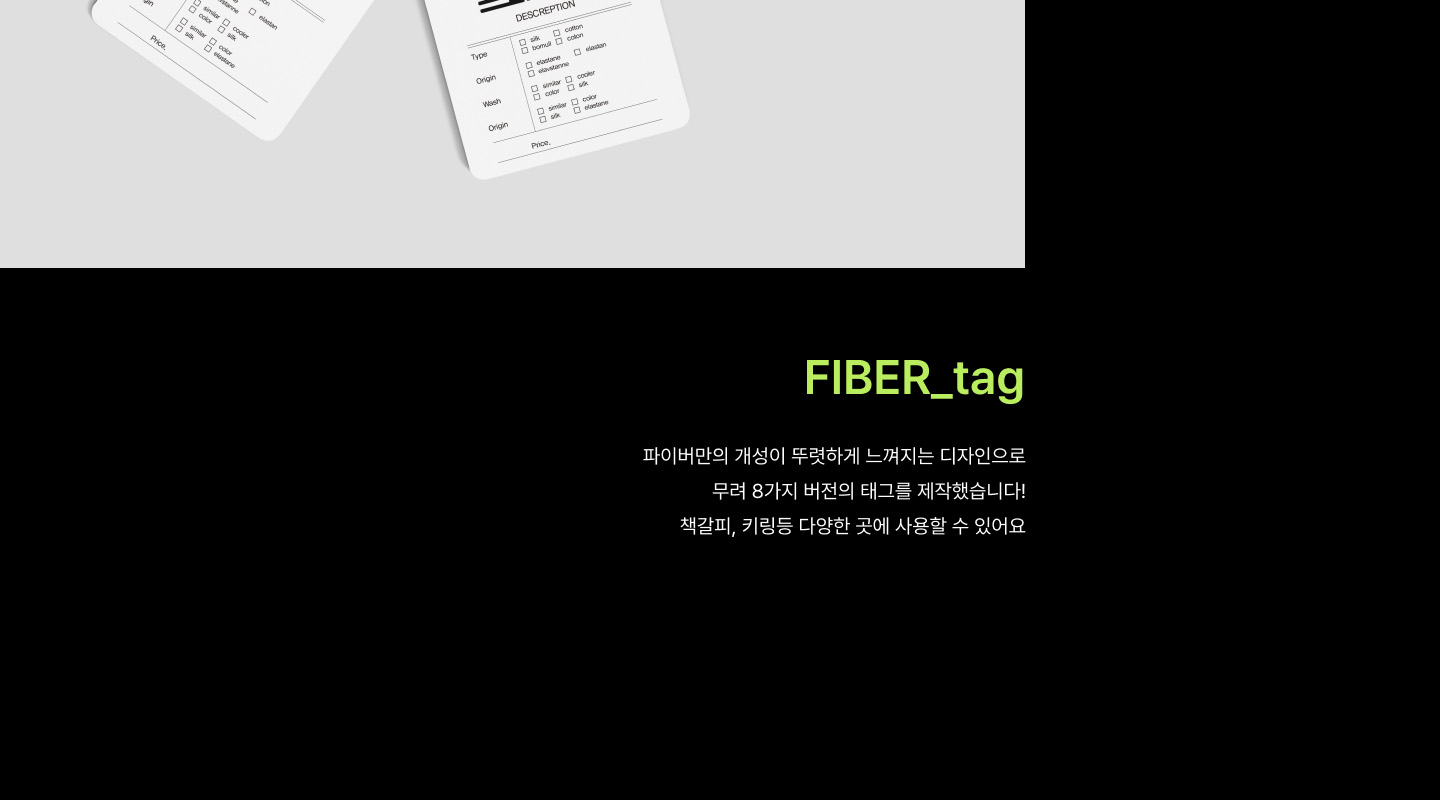 gin
similar
color
cooler
silk
elastan
similar
silk
color
elastane
Price.
DESCREPTION
Type
silk
cotton
bomull
colon
Origin
elastane
elastan
elavsitanne
Wash
similar
cooler
color
silk
Origin
similar
color
silk
elastane
Price.
FIBER_tag
파이버만의 개성이 뚜렷하게 느껴지는 디자인으로
무려 8가지 버전의 태그를 제작했습니다!
책갈피, 키링등 다양한 곳에 사용할 수 있어요